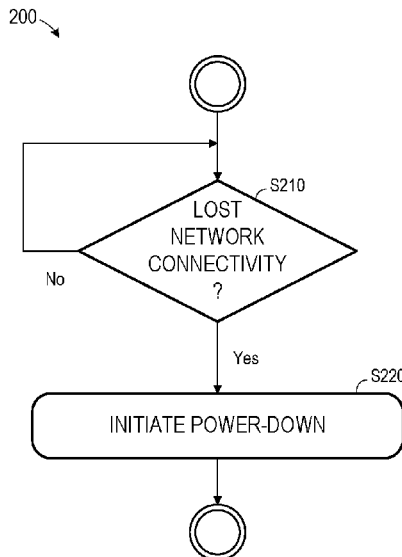 200
S210
LOST
NETWORK
CONNECTIVITY
?
No
Yes
S220
INITIATE POWER-DOWN